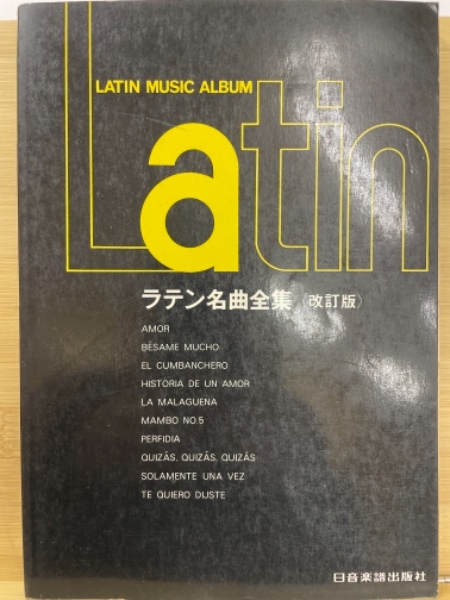 LATIN MUSIC ALBUM
Latin
ラテン名曲全集〈改訂版〉
AMOR
BÉSAME MUCHO
EL CUMBANCHERO
HISTORIA DE UN AMOR
LA MALAGUENA
MAMBO NO.5
PERFIDIA
QUIZÁS, QUIZÁS, QUIZÁS
SOLAMENTE UNA VEZ
TE QUIERO DIJSTE
日音楽譜出版社